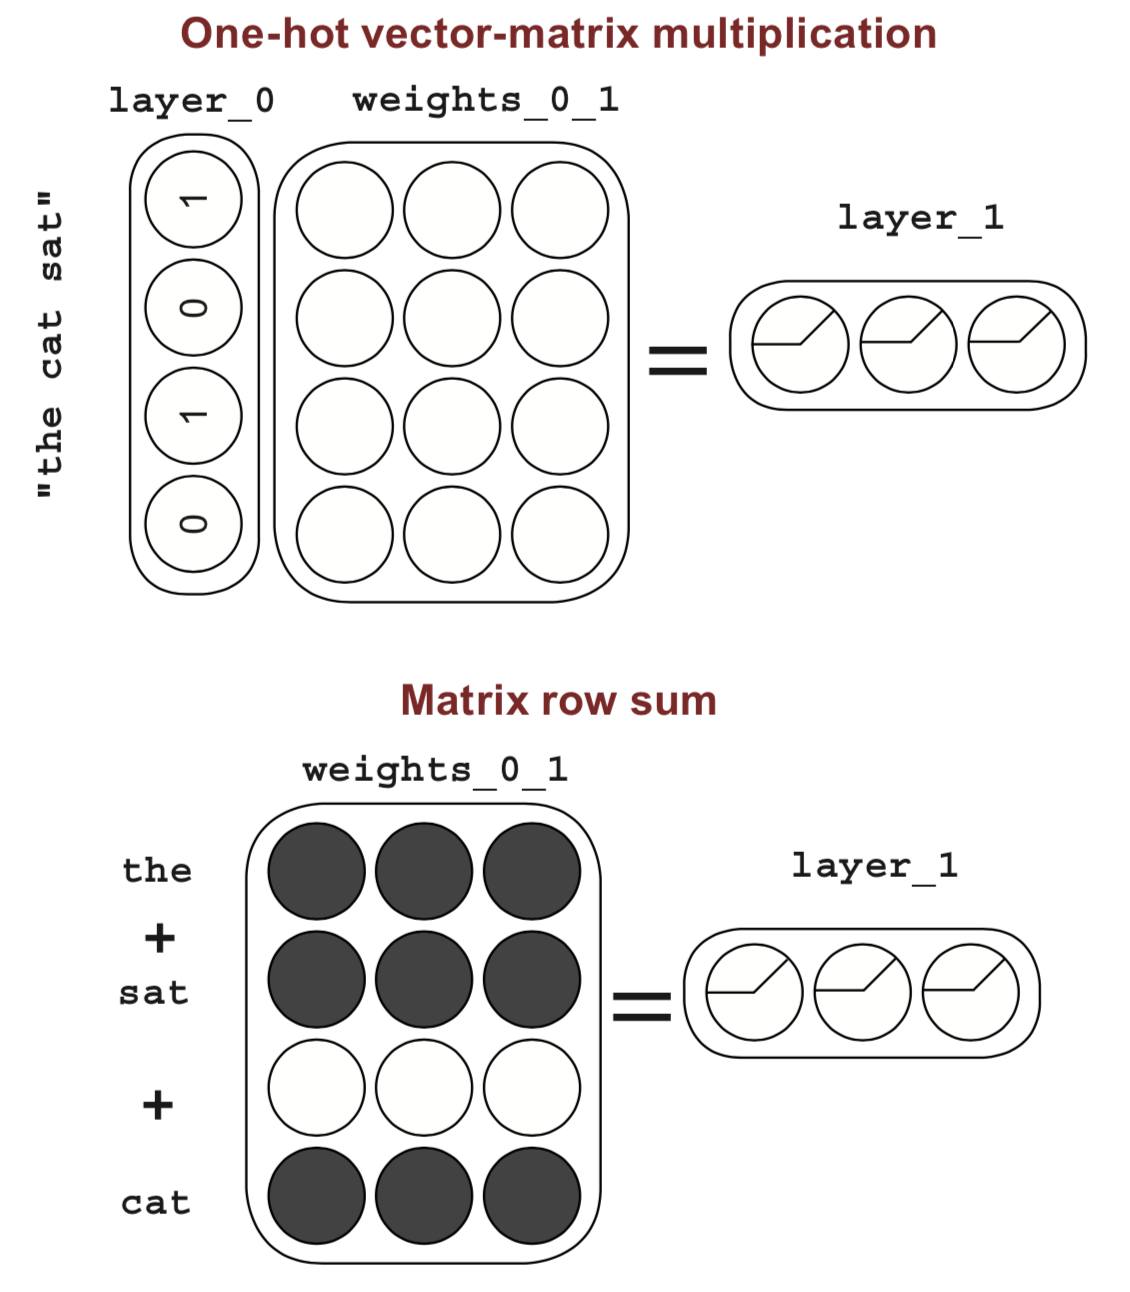 One-hot vector-matrix multiplication
layer_0 weights_0_1
"the cat sat"
1
0
1
0
=
layer_1
Matrix row sum
weights_0_1
the
+
sat
+
cat
=
layer_1